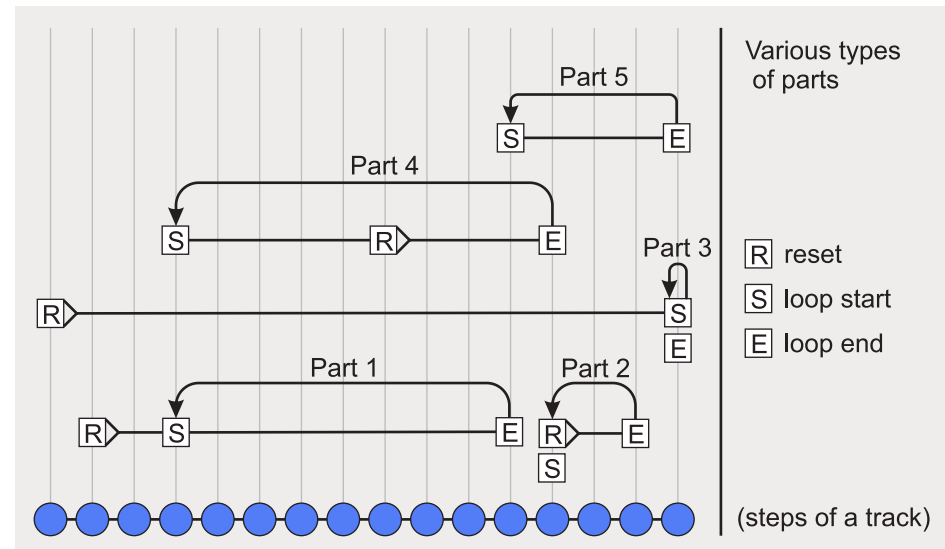 Various types
of parts
Part 5
S E
Part 4
S R E
Part 3
R S
E
Part 1 Part 2
R S E R E
S
R reset
S loop start
E loop end
(steps of a track)